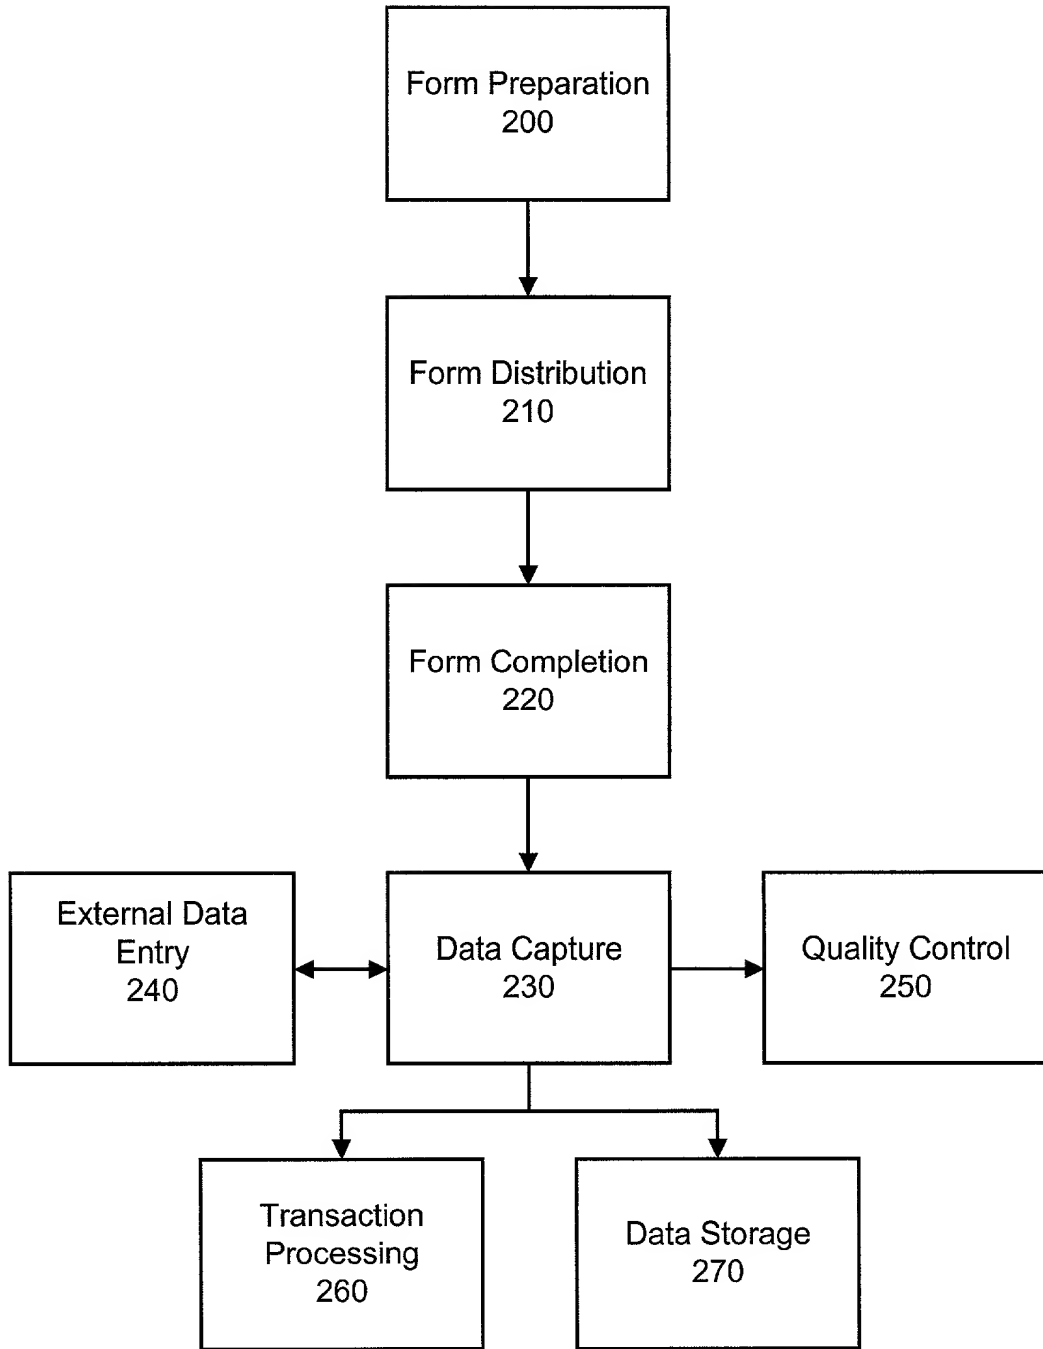 Form Preparation
200
Form Distribution
210
Form Completion
220
External Data
Entry
240
Data Capture
230
Quality Control
250
Transaction
Processing
260
Data Storage
270